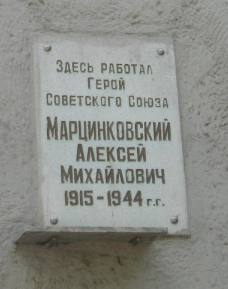 Здесь работал
Герой
Советского Союза
Марцинковский
Алексей
Михайлович
1915-1944 г.г.